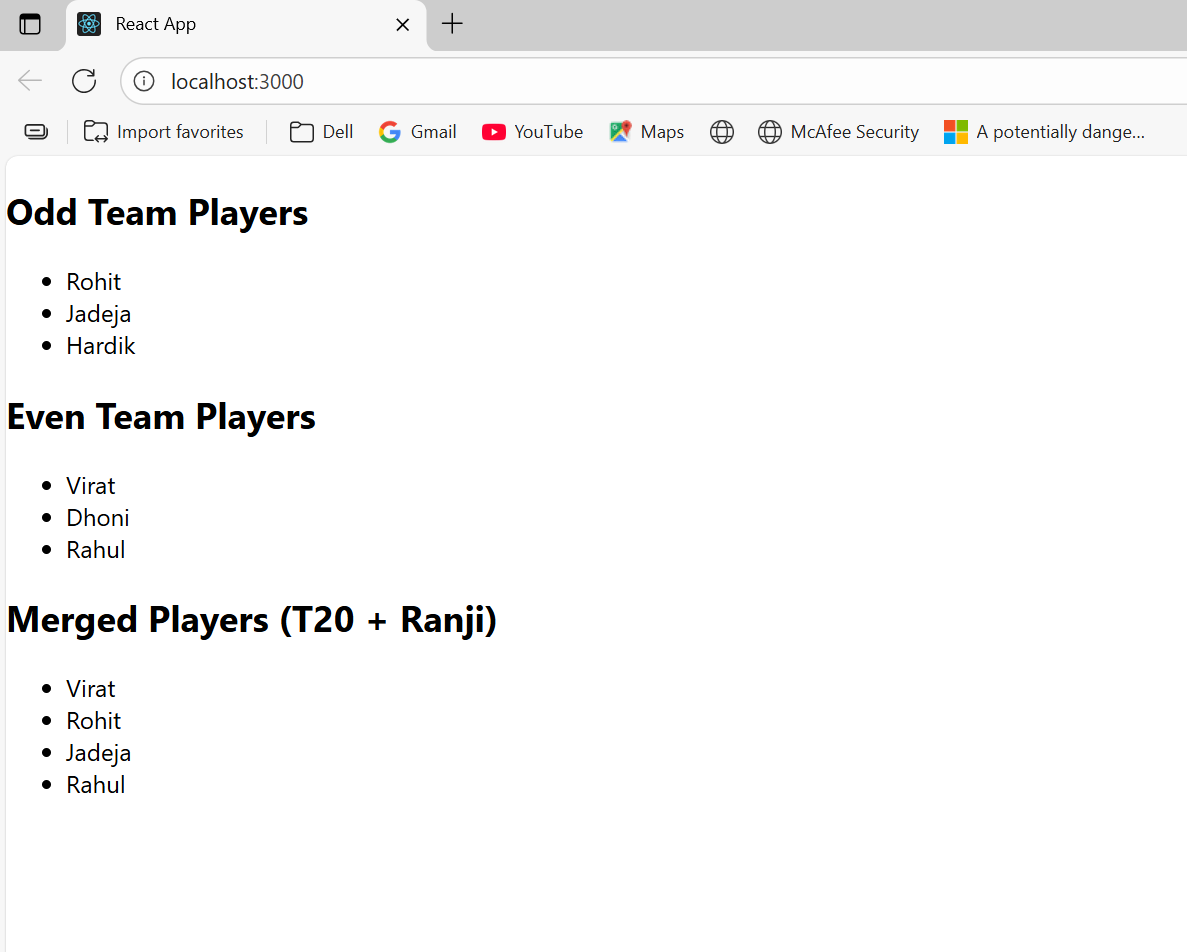 React App
localhost:3000
Import favorites
Dell
Gmail
YouTube
Maps
McAfee Security
A potentially dange...
Odd Team Players
Rohit
Jadeja
Hardik
Even Team Players
Virat
Dhoni
Rahul
Merged Players (T20 + Ranji)
Virat
Rohit
Jadeja
Rahul